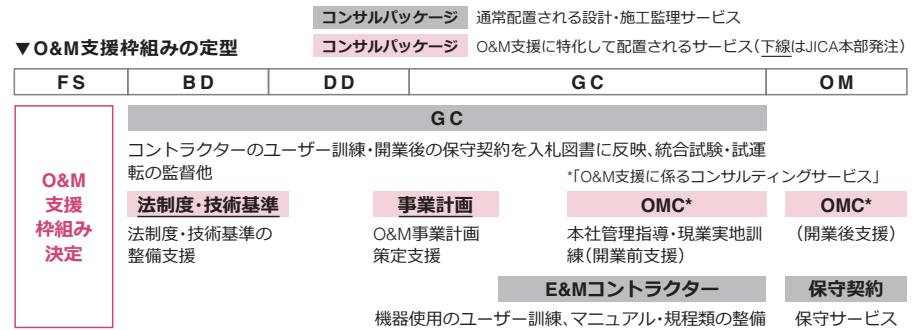 コンサルパッケージ 通常配置される設計・施工監理サービス
▼O&M支援枠組みの定型 コンサルパッケージ O&M支援に特化して配置されるサービス(下線はJICA本部発注)
FS BD DD GC OM
GC
コントラクターのユーザー訓練・開業後の保守契約を入札図書に反映、統合試験・試運
転の監督他
*「O&M支援に係るコンサルティングサービス」
O&M
支援
枠組み
決定
法制度・技術基準 事業計画 OMC* OMC*
法制度・技術基準の O&M事業計画 本社管理指導・現業実地訓 (開業後支援)
整備支援 策定支援 練(開業前支援)
E&Mコントラクター 保守契約
機器使用のユーザー訓練、マニュアル・規程類の整備 保守サービス